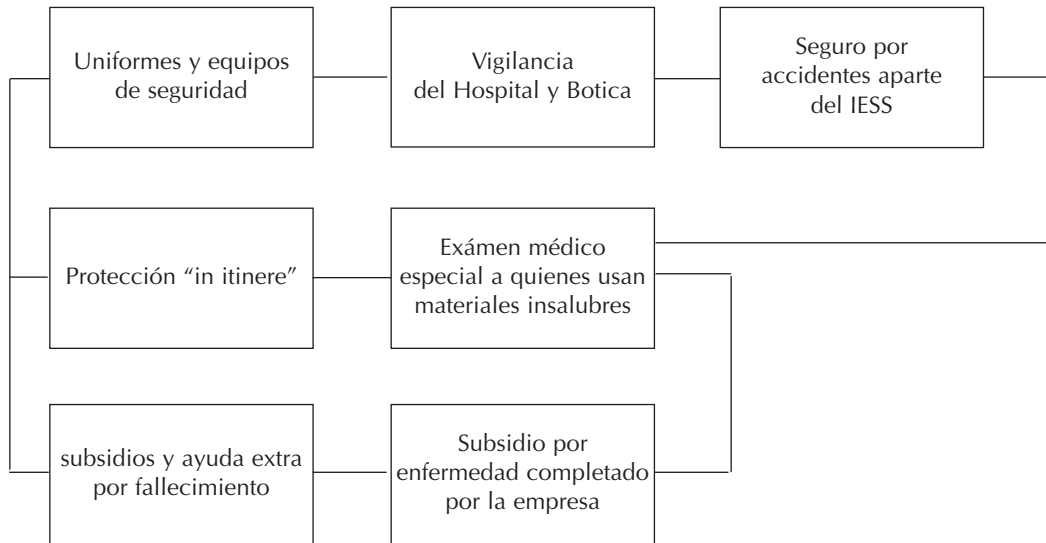 Uniformes y equipos
de seguridad
Vigilancia
del Hospital y Botica
Seguro por
accidentes aparte
del IESS
Protección “in itinere”
Exámen médico
especial a quienes usan
materiales insalubres
subsidios y ayuda extra
por fallecimiento
Subsidio por
enfermedad completado
por la empresa